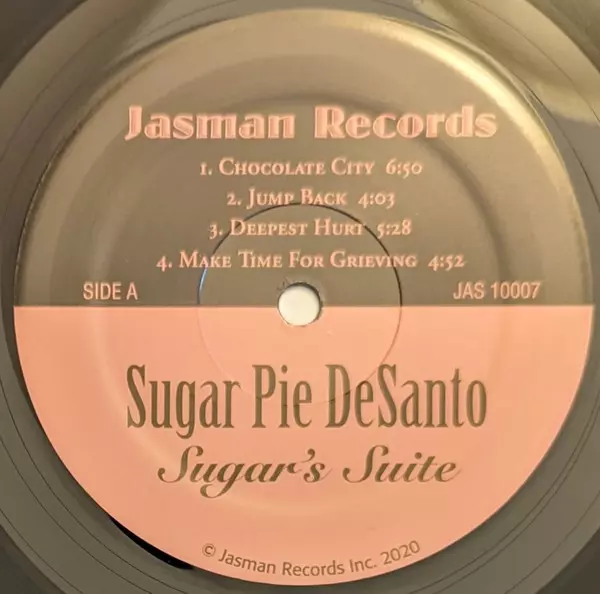 Jasman Records
1. Chocolate City 6:50
2. Jump Back 4:03
3. Deepest Hurt 5:28
4. Make Time For Grieving 4:52
SIDE A
JAS 10007
Sugar Pie DeSanto
Sugar's Suite
© Jasman Records Inc. 2020